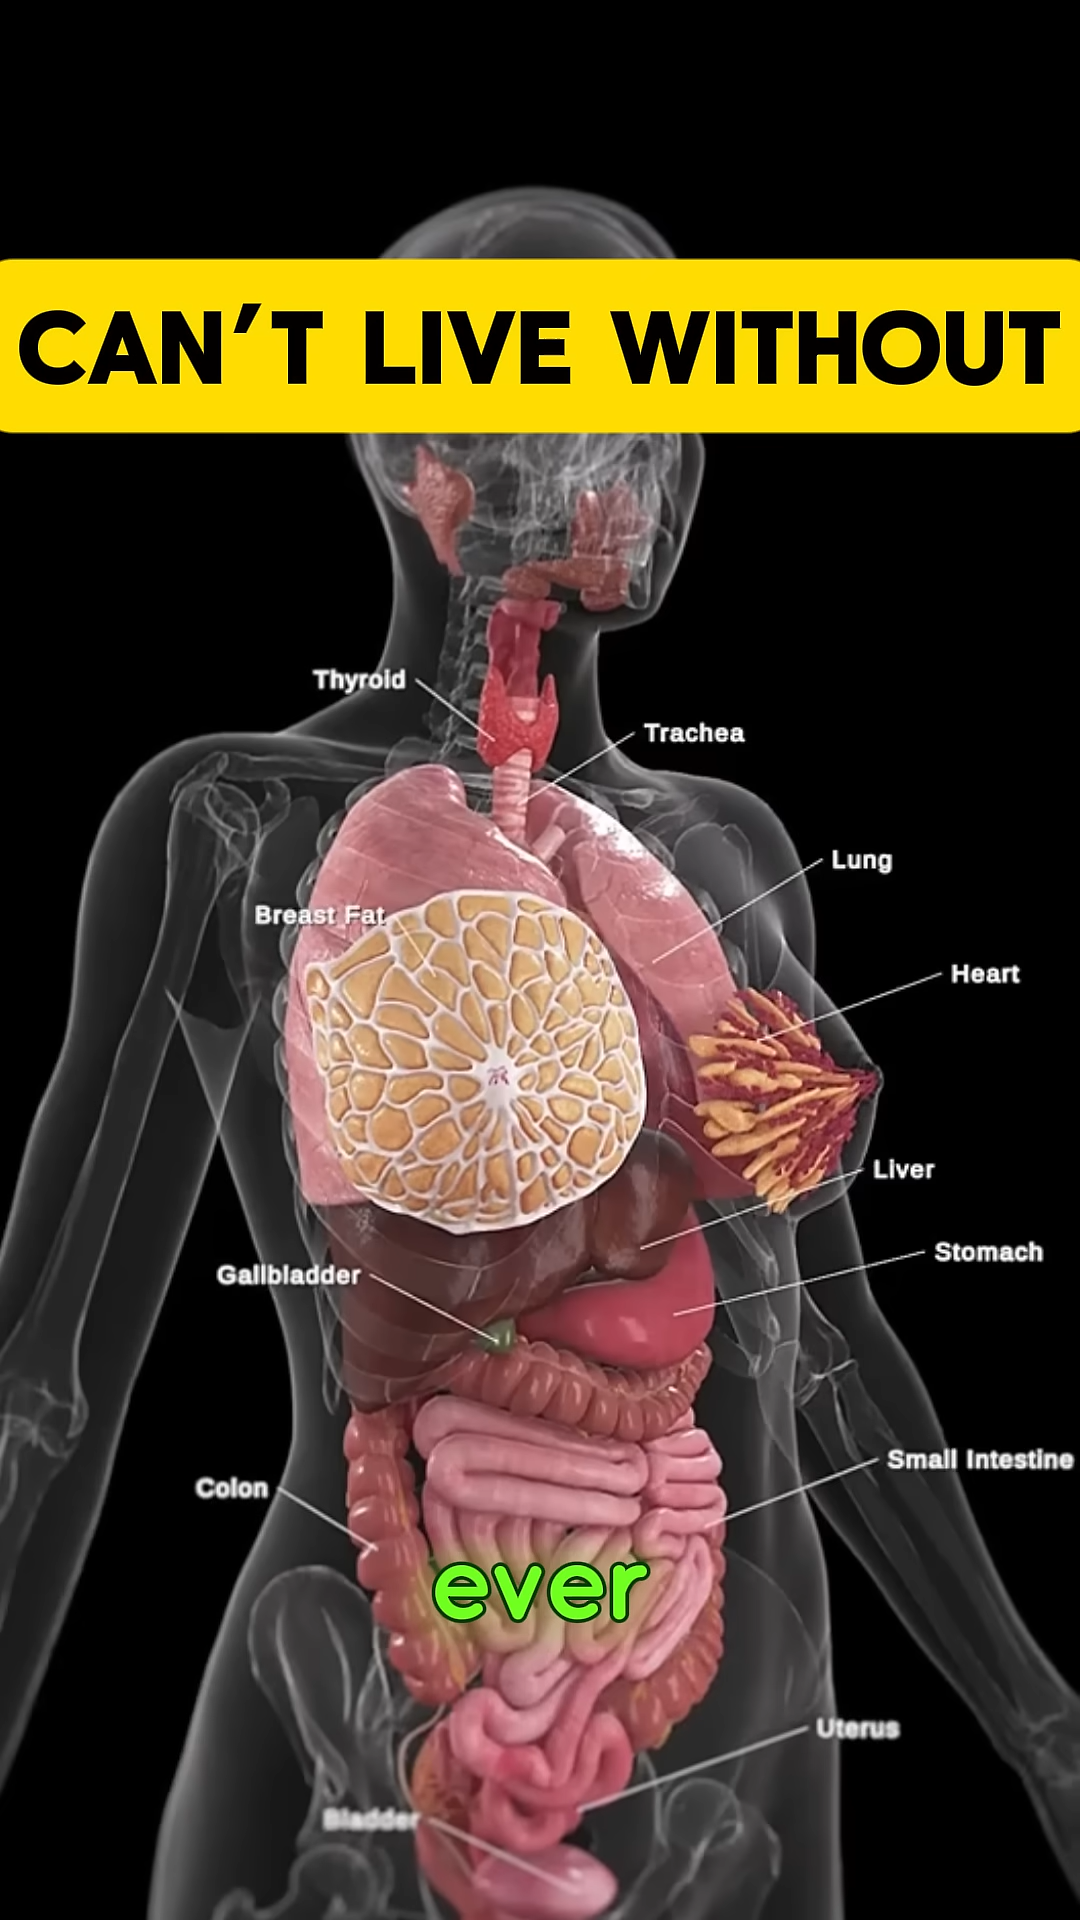 CAN'T LIVE WITHOUT
Thyroid
Trachea
Lung
Breast Fat
Heart
Liver
Stomach
Gallbladder
Small Intestine
Colon
ever
Uterus
Bladder